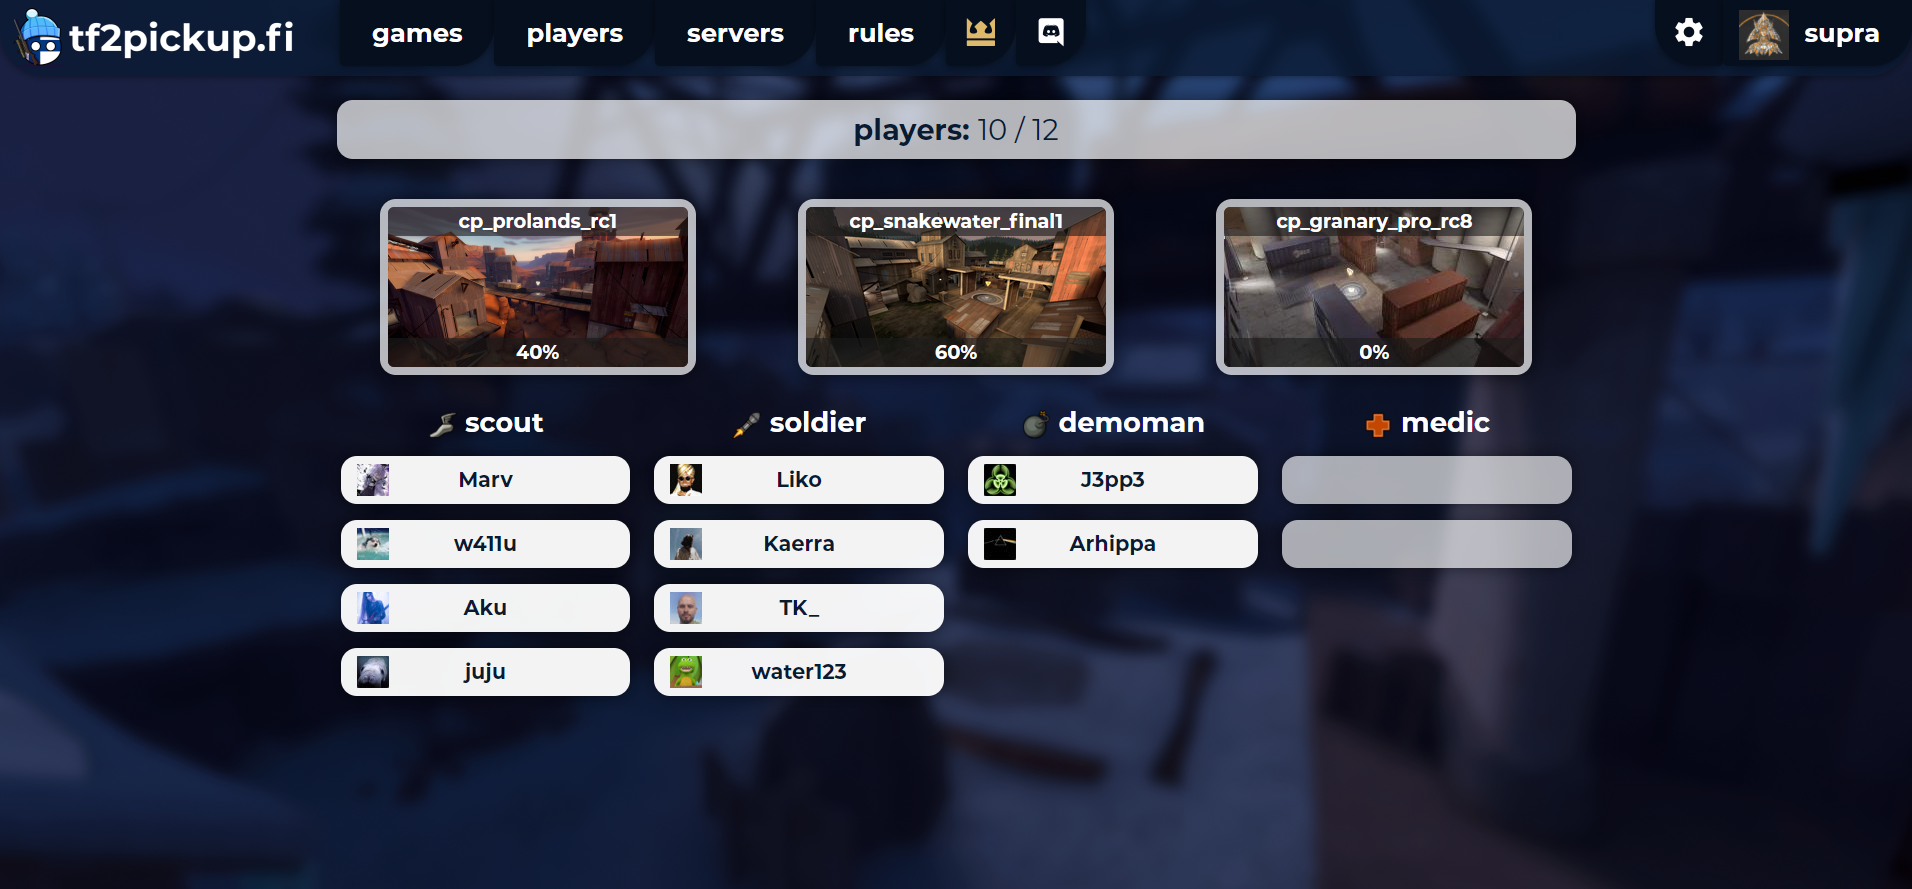 tf2pickup.fi
games
players
servers
rules
supra
players: 10 / 12
cp_prolands_rc1
40%
cp_snakewater_final1
60%
cp_granary_pro_rc8
0%
scout
Marv
w411u
Aku
juju
soldier
Liko
Kaerra
TK_
water123
demoman
J3pp3
Arhippa
medic